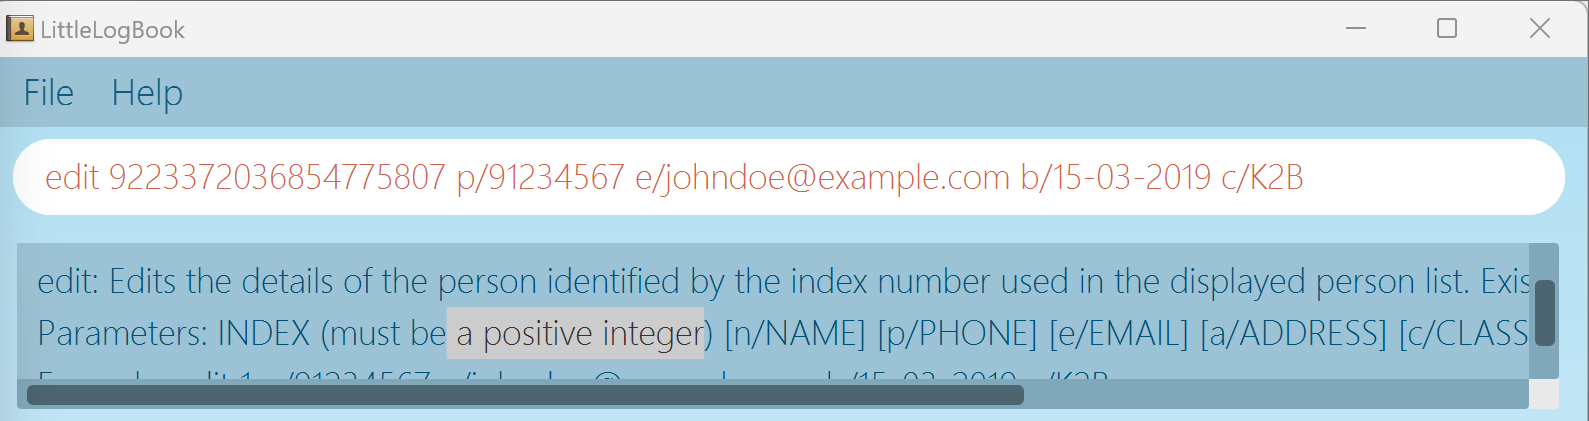 LittleLogBook
File Help
edit 9223372036854775807 p/91234567 e/johndoe@example.com b/15-03-2019 c/K2B
edit: Edits the details of the person identified by the index number used in the displayed person list. Exis
Parameters: INDEX (must be a positive integer) [n/NAME] [p/PHONE] [e/EMAIL] [a/ADDRESS] [c/CLASS